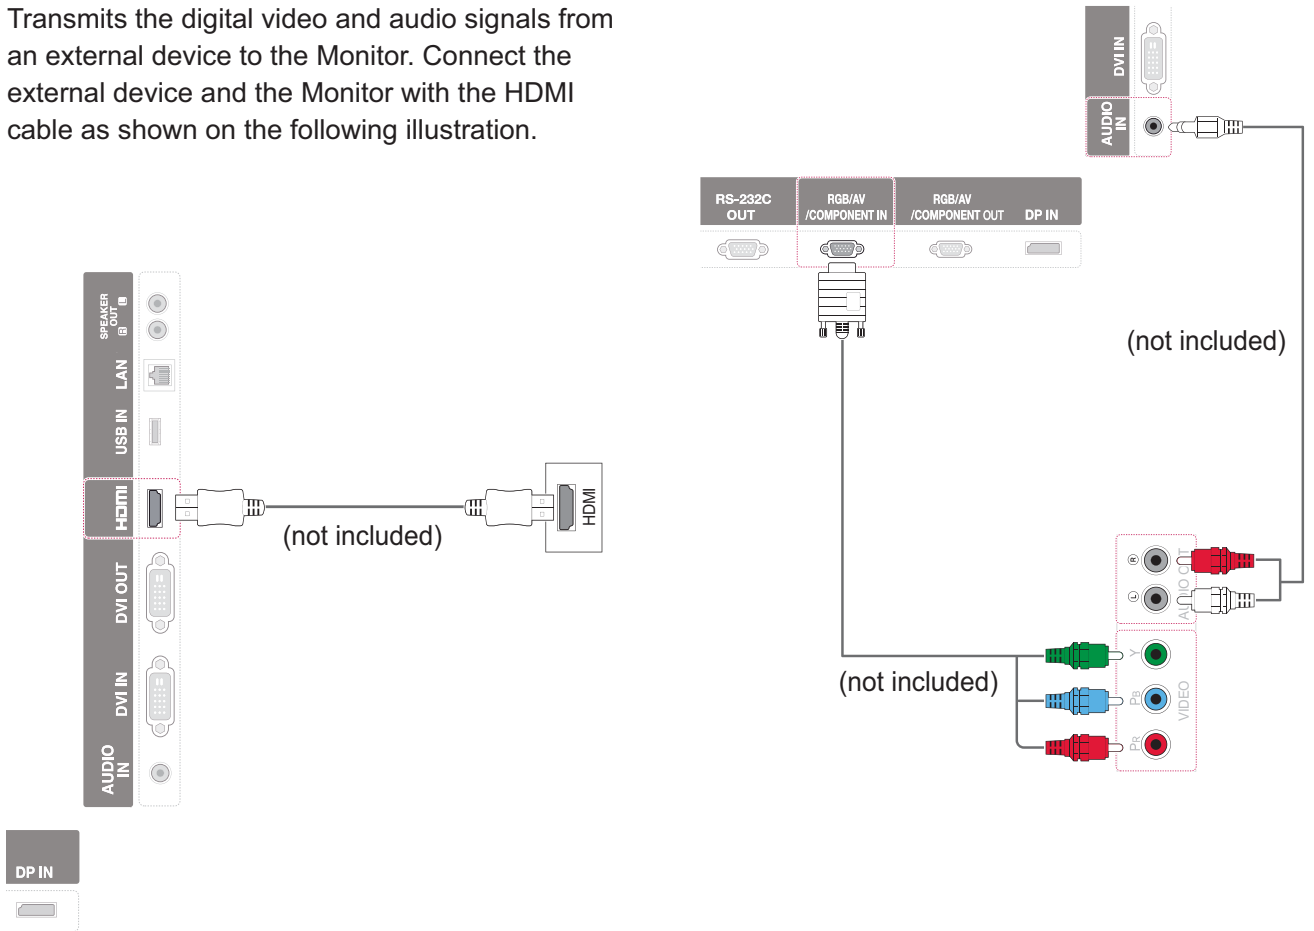 Transmits the digital video and audio signals from
an external device to the Monitor. Connect the
external device and the Monitor with the HDMI
cable as shown on the following illustration.
SPEAKER
OUT
R L
LAN
USB IN
HDMI
DVI OUT
DVI IN
AUDIO
IN
(not included)
HDMI
DP IN
DVI IN
AUDIO
IN
RS-232C
OUT
RGB/AV
/COMPONENT IN
RGB/AV
/COMPONENT OUT
DP IN
(not included)
(not included)
R
L
AUDIO OUT
Y
PB
PR
VIDEO